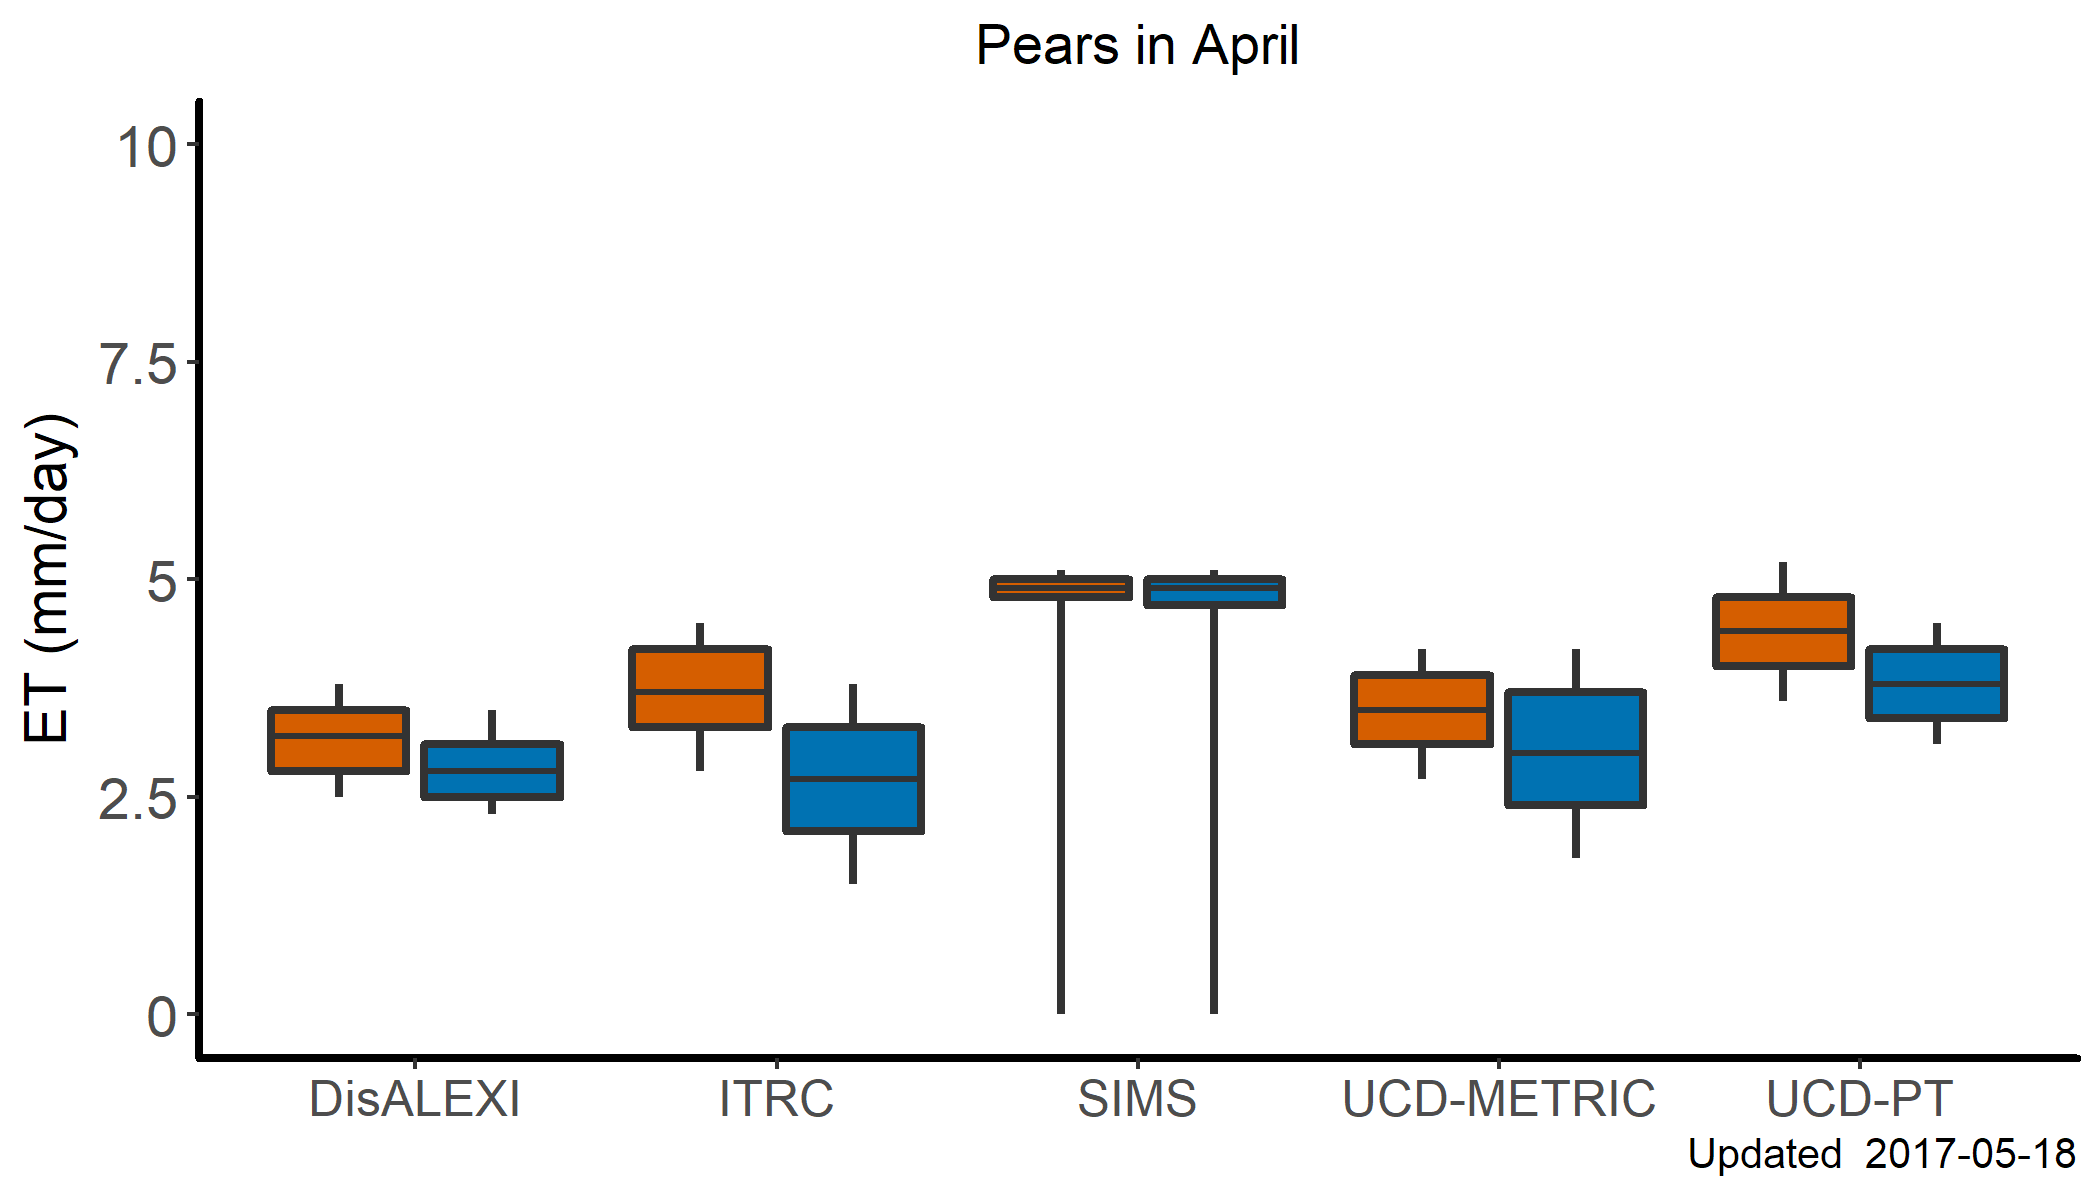 Pears in April
ET (mm/day)
10
7.5
5
2.5
0
DisALEXI ITRC SIMS UCD-METRIC UCD-PT
Updated 2017-05-18